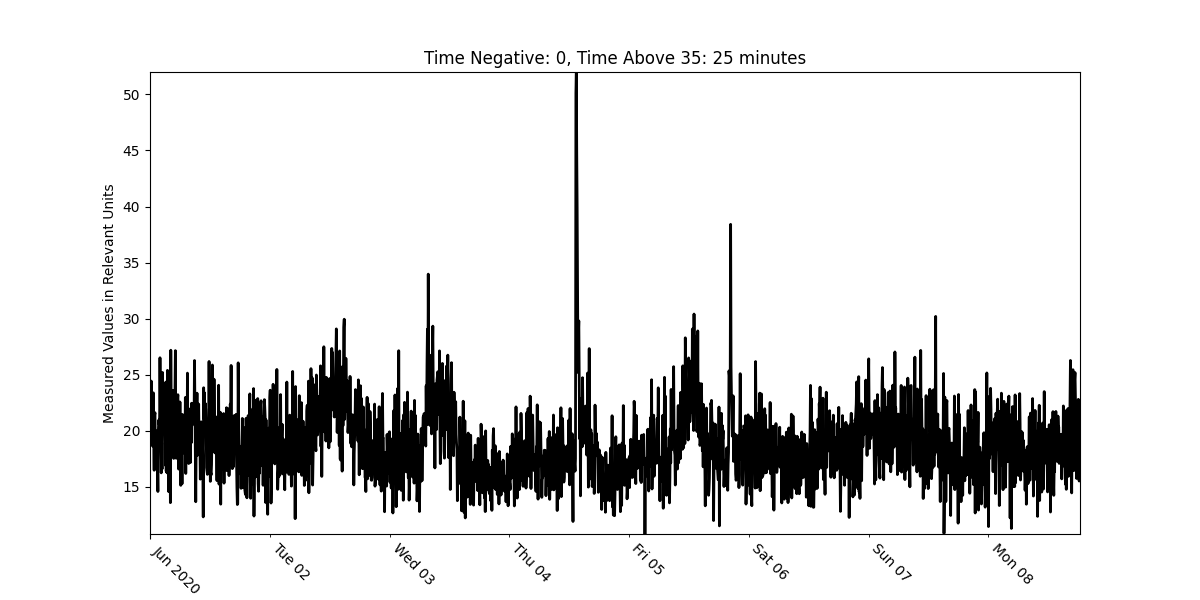 Time Negative: 0, Time Above 35: 25 minutes
Measured Values in Relevant Units
50
45
40
35
30
25
20
15
Jun 2020
Tue 02
Wed 03
Thu 04
Fri 05
Sat 06
Sun 07
Mon 08